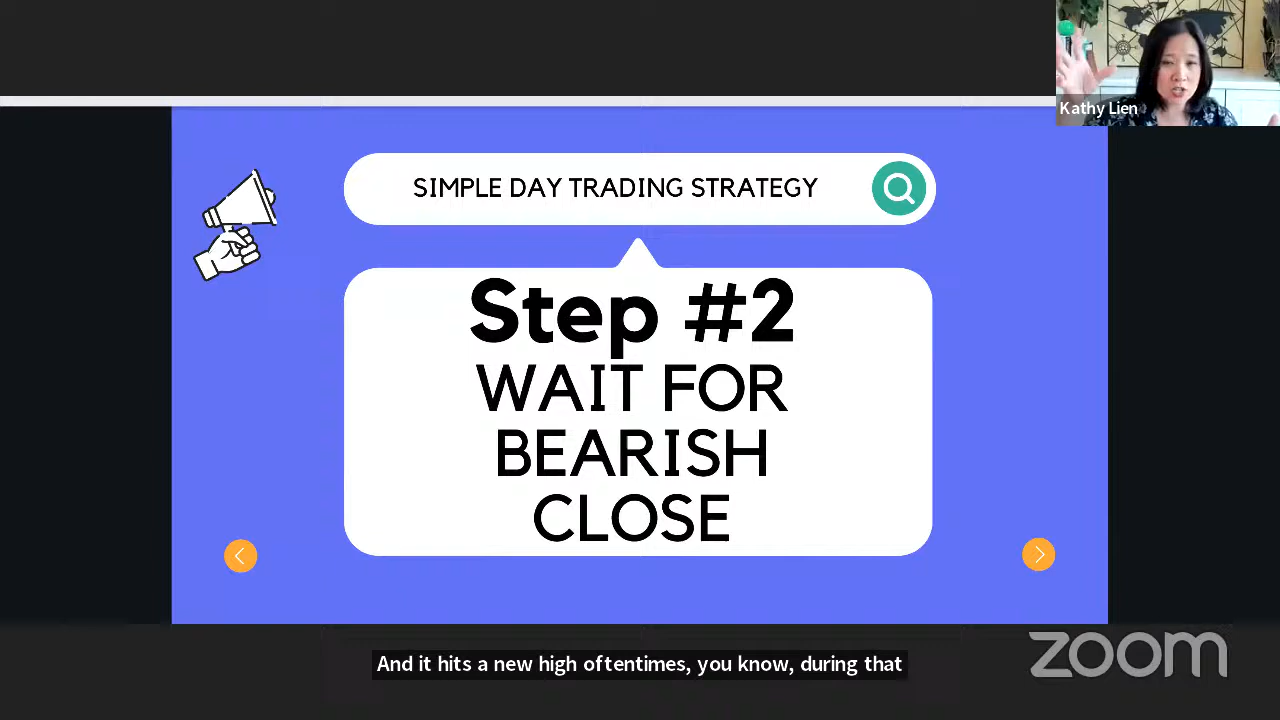 Kathy Lien
SIMPLE DAY TRADING STRATEGY
Step #2
WAIT FOR
BEARISH
CLOSE
And it hits a new high oftentimes, you know, during that
zoom